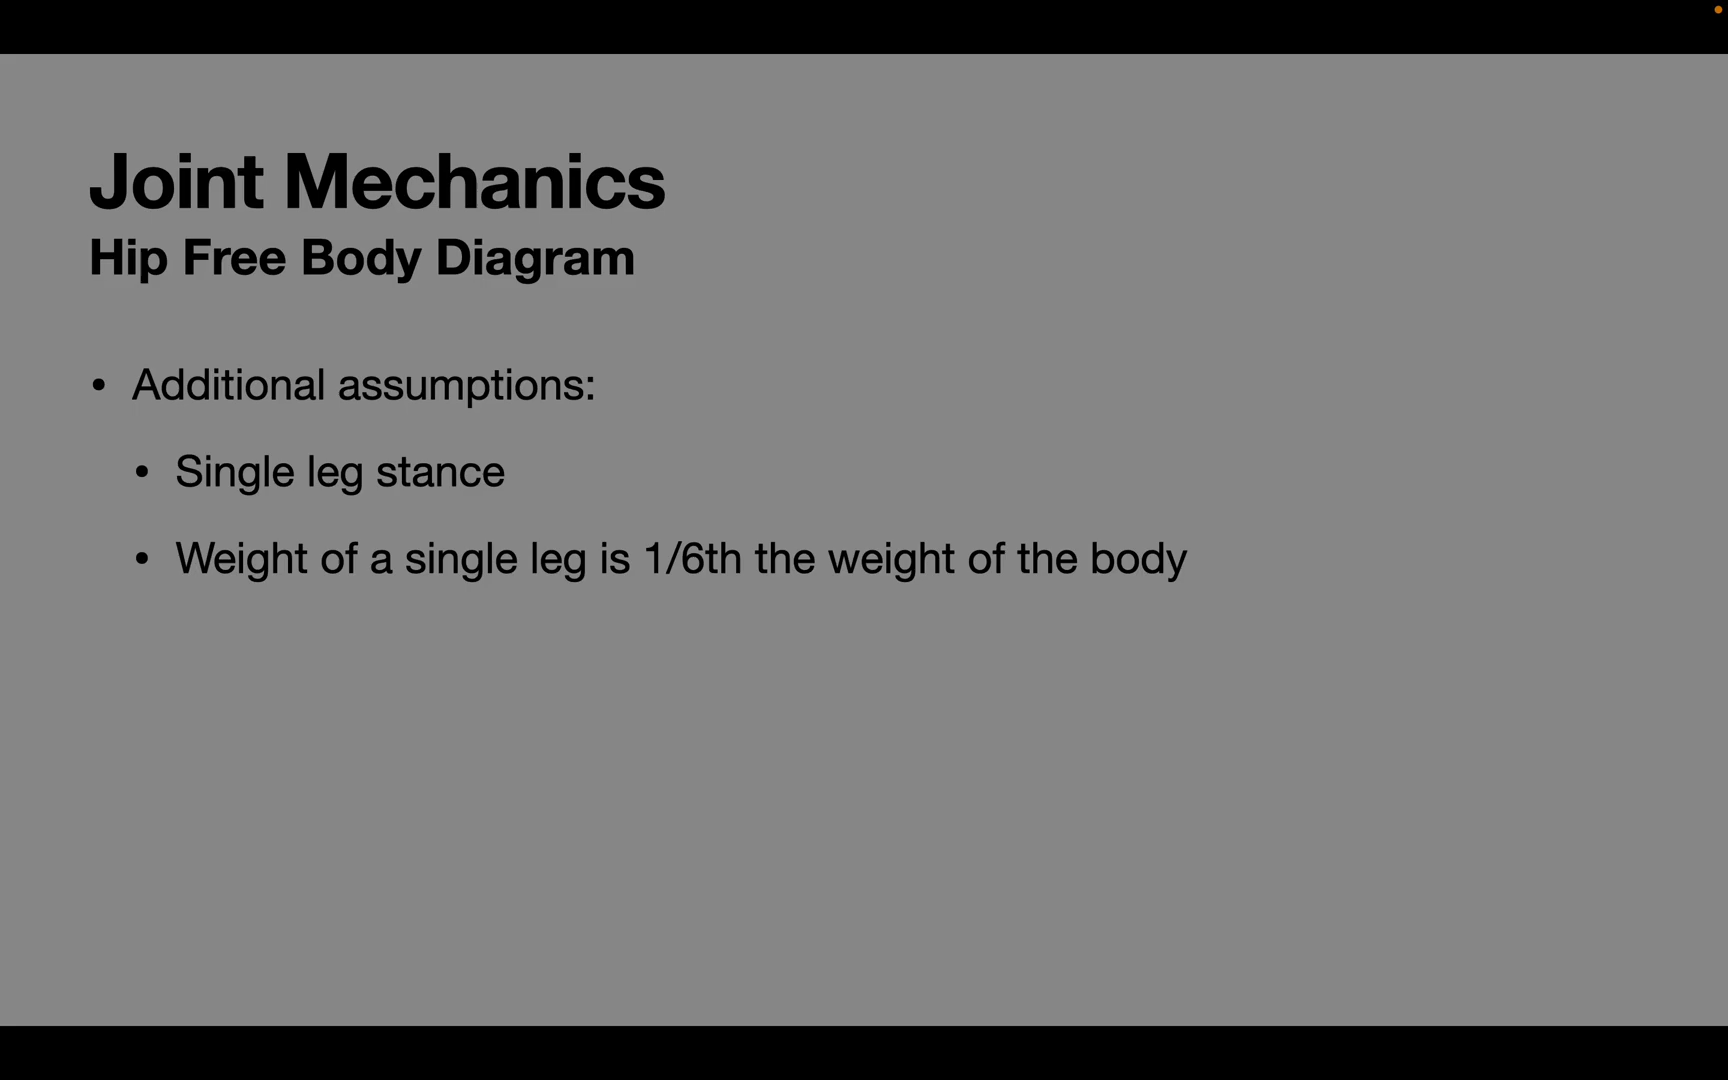 Joint Mechanics
Hip Free Body Diagram
• Additional assumptions:
• Single leg stance
• Weight of a single leg is 1/6th the weight of the body